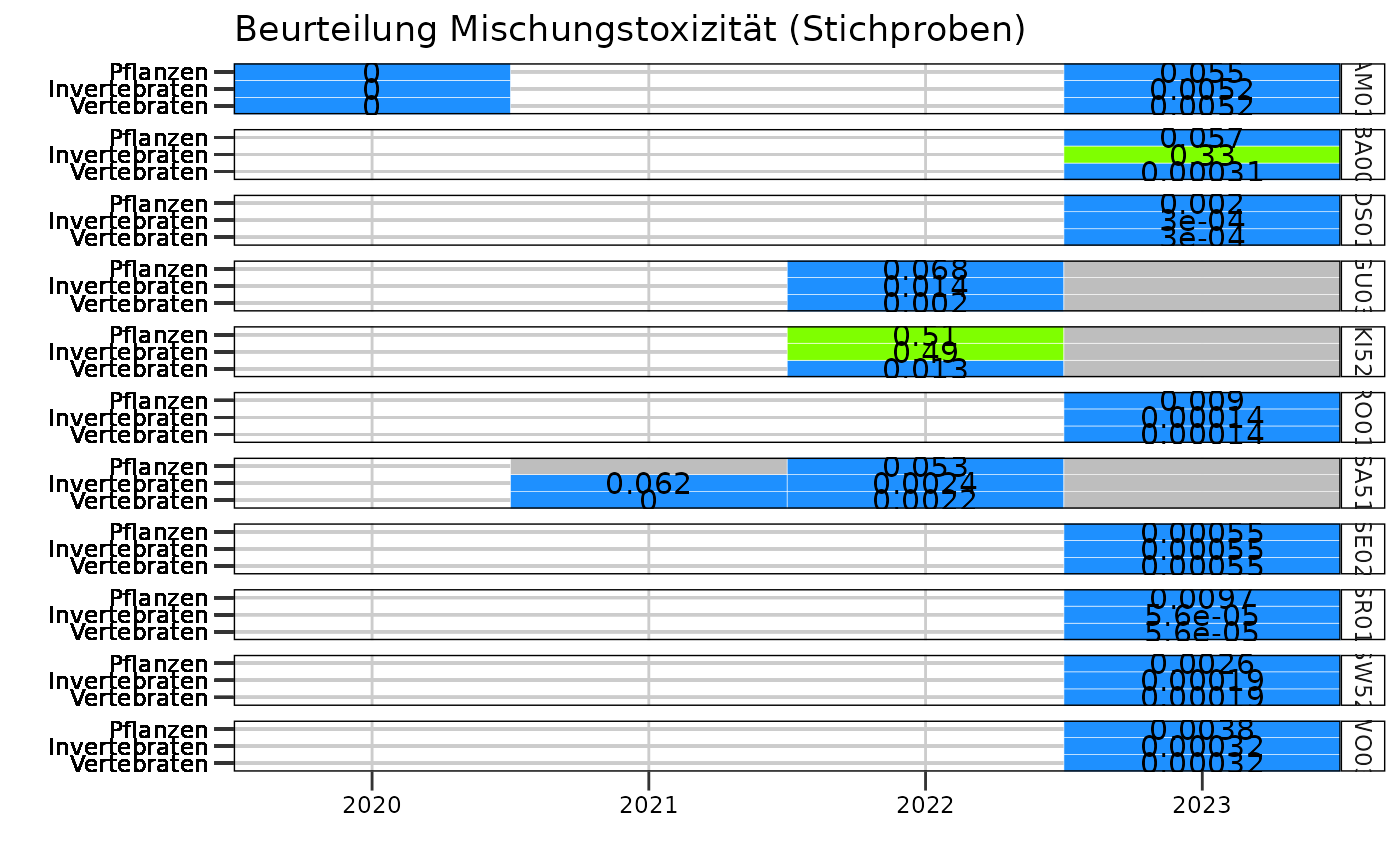 Beurteilung Mischungstoxizität (Stichproben)
Pflanzen 0 0.055
Invertebraten 0 0.0052 AM01
Vertebraten 0 0.0052
Pflanzen 0.057
Invertebraten 0.33
Vertebraten 0.00031
Pflanzen 0.002
Invertebraten 3e-04
Vertebraten 3e-04
Pflanzen 0.068
Invertebraten 0.014
Vertebraten 0.002
Pflanzen 0.51
Invertebraten 0.49 KI52
Vertebraten 0.013
Pflanzen 0.009
Invertebraten 0.00014 RO01
Vertebraten 0.00014
Pflanzen 0.053
Invertebraten 0.062 0.0024 SA51
Vertebraten 0 0.0022
Pflanzen 0.00055
Invertebraten 0.00055 SE02
Vertebraten 0.00055
Pflanzen 0.0097
Invertebraten 5.6e-05 SR01
Vertebraten 5.6e-05
Pflanzen 0.0026
Invertebraten 0.00019
Vertebraten 0.00019
Pflanzen 0.0038
Invertebraten 0.00032
Vertebraten 0.00032
2020 2021 2022 2023